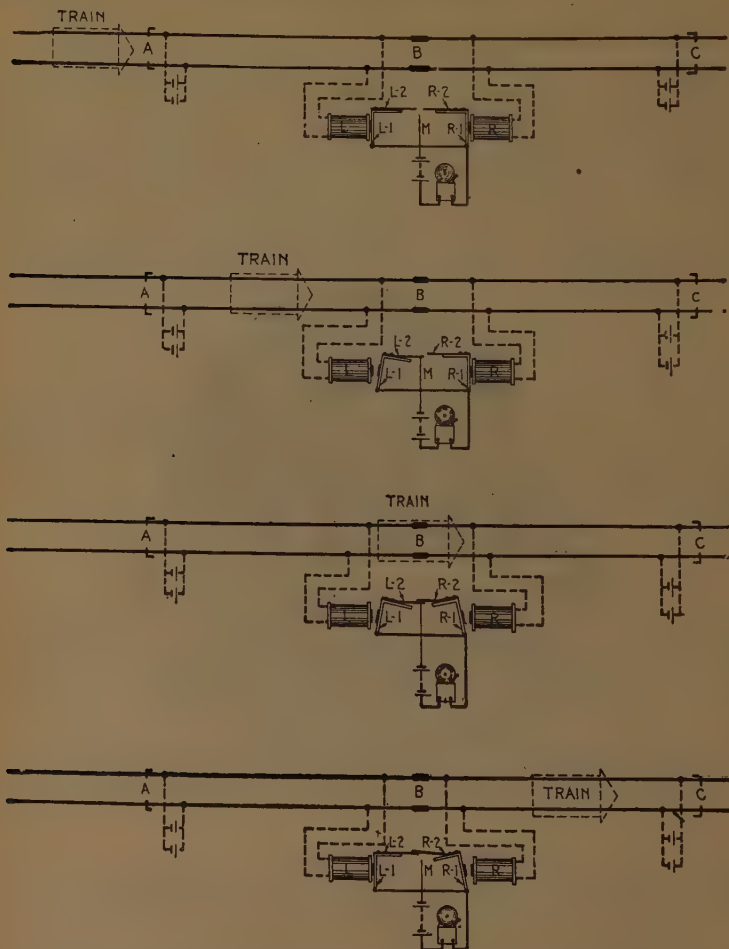 TRAIN
A B C
L-2 R-2
L L-1 M R-1 R
TRAIN
A B C
L-2 R-2
L L-1 M R-1 R
TRAIN
A B C
L-2 R-2
L L-1 M R-1 R
A B TRAIN C
L-2 R-2
L L-1 M R-1 R